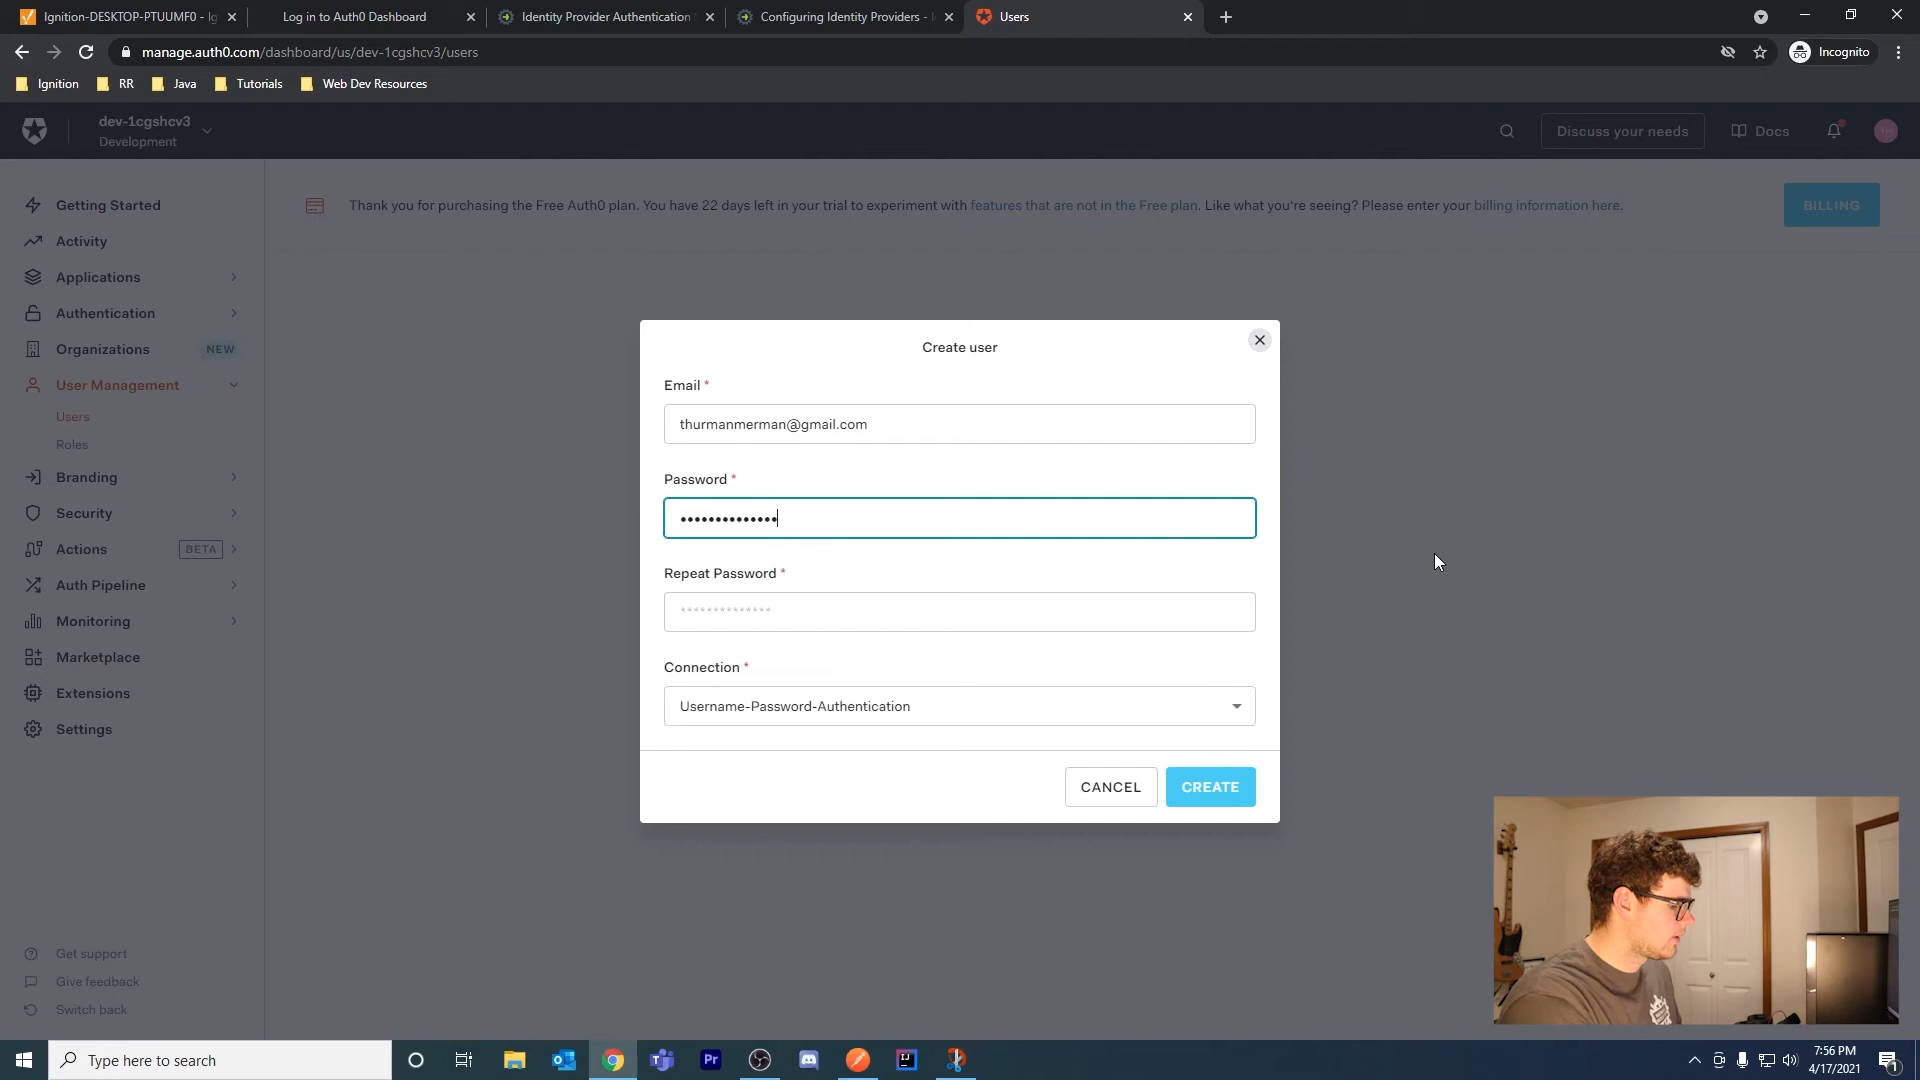 Ignition-DESKTOP-PTUUMF0 - Ig
Log in to Auth0 Dashboard
Identity Provider Authentication
Configuring Identity Providers - I
Users
manage.auth0.com/dashboard/us/dev-1cgshcv3/users
Incognito
Ignition
RR
Java
Tutorials
Web Dev Resources
dev-1cgshcv3
Development
Discuss your needs
Docs
Getting Started
Activity
Applications
Authentication
Organizations NEW
User Management
Users
Roles
Branding
Security
Actions BETA
Auth Pipeline
Monitoring
Marketplace
Extensions
Settings
Get support
Give feedback
Switch back
Thank you for purchasing the Free Auth0 plan. You have 22 days left in your trial to experiment with features that are not in the Free plan. Like what you're seeing? Please enter your billing information here.
BILLING
Create user
Email *
thurmanmerman@gmail.com
Password *
••••••••••••••
Repeat Password *
**************
Connection *
Username-Password-Authentication
CANCEL
CREATE
Type here to search
Pr
IJ
7:56 PM
4/17/2021
1